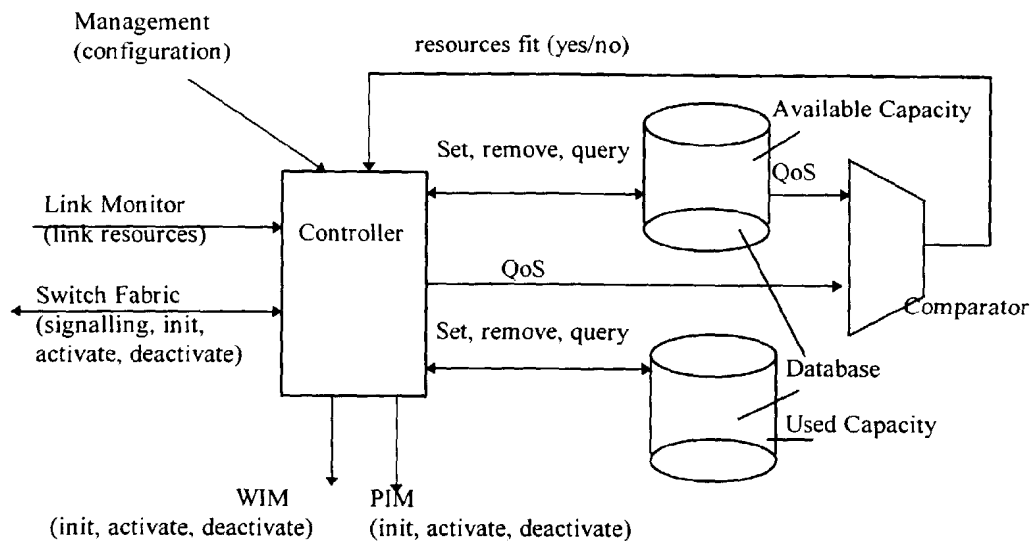 Management
(configuration)
resources fit (yes/no)
Available Capacity
Set, remove, query
QoS
Link Monitor
(link resources)
Controller
QoS
Switch Fabric
(signalling, init,
activate, deactivate)
Comparator
Set, remove, query
Database
Used Capacity
WIM
(init, activate, deactivate)
PIM
(init, activate, deactivate)